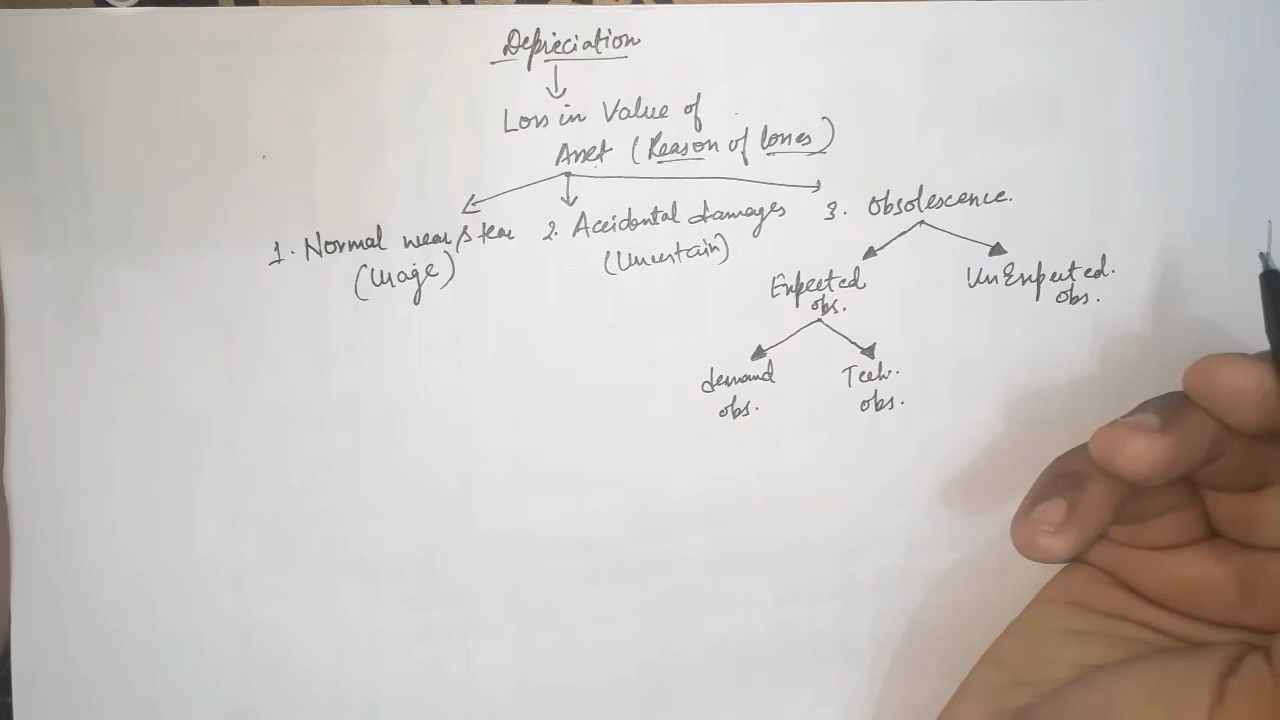 Depreciation
Loss in Value of
Asset (Reason of losses)
1. Normal wear & tear
(Usage)
2. Accidental damages
(Uncertain)
3. Obsolescence.
Expected
obs.
UnExpected.
obs.
demand
obs.
Tech.
obs.